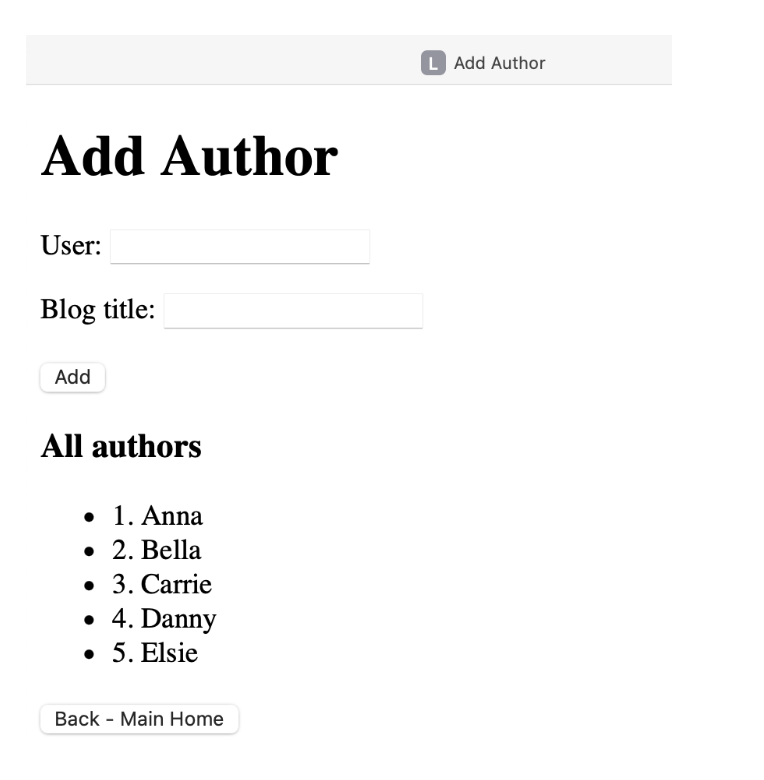 L Add Author
Add Author
User:
Blog title:
Add
All authors
• 1. Anna
• 2. Bella
• 3. Carrie
• 4. Danny
• 5. Elsie
Back - Main Home